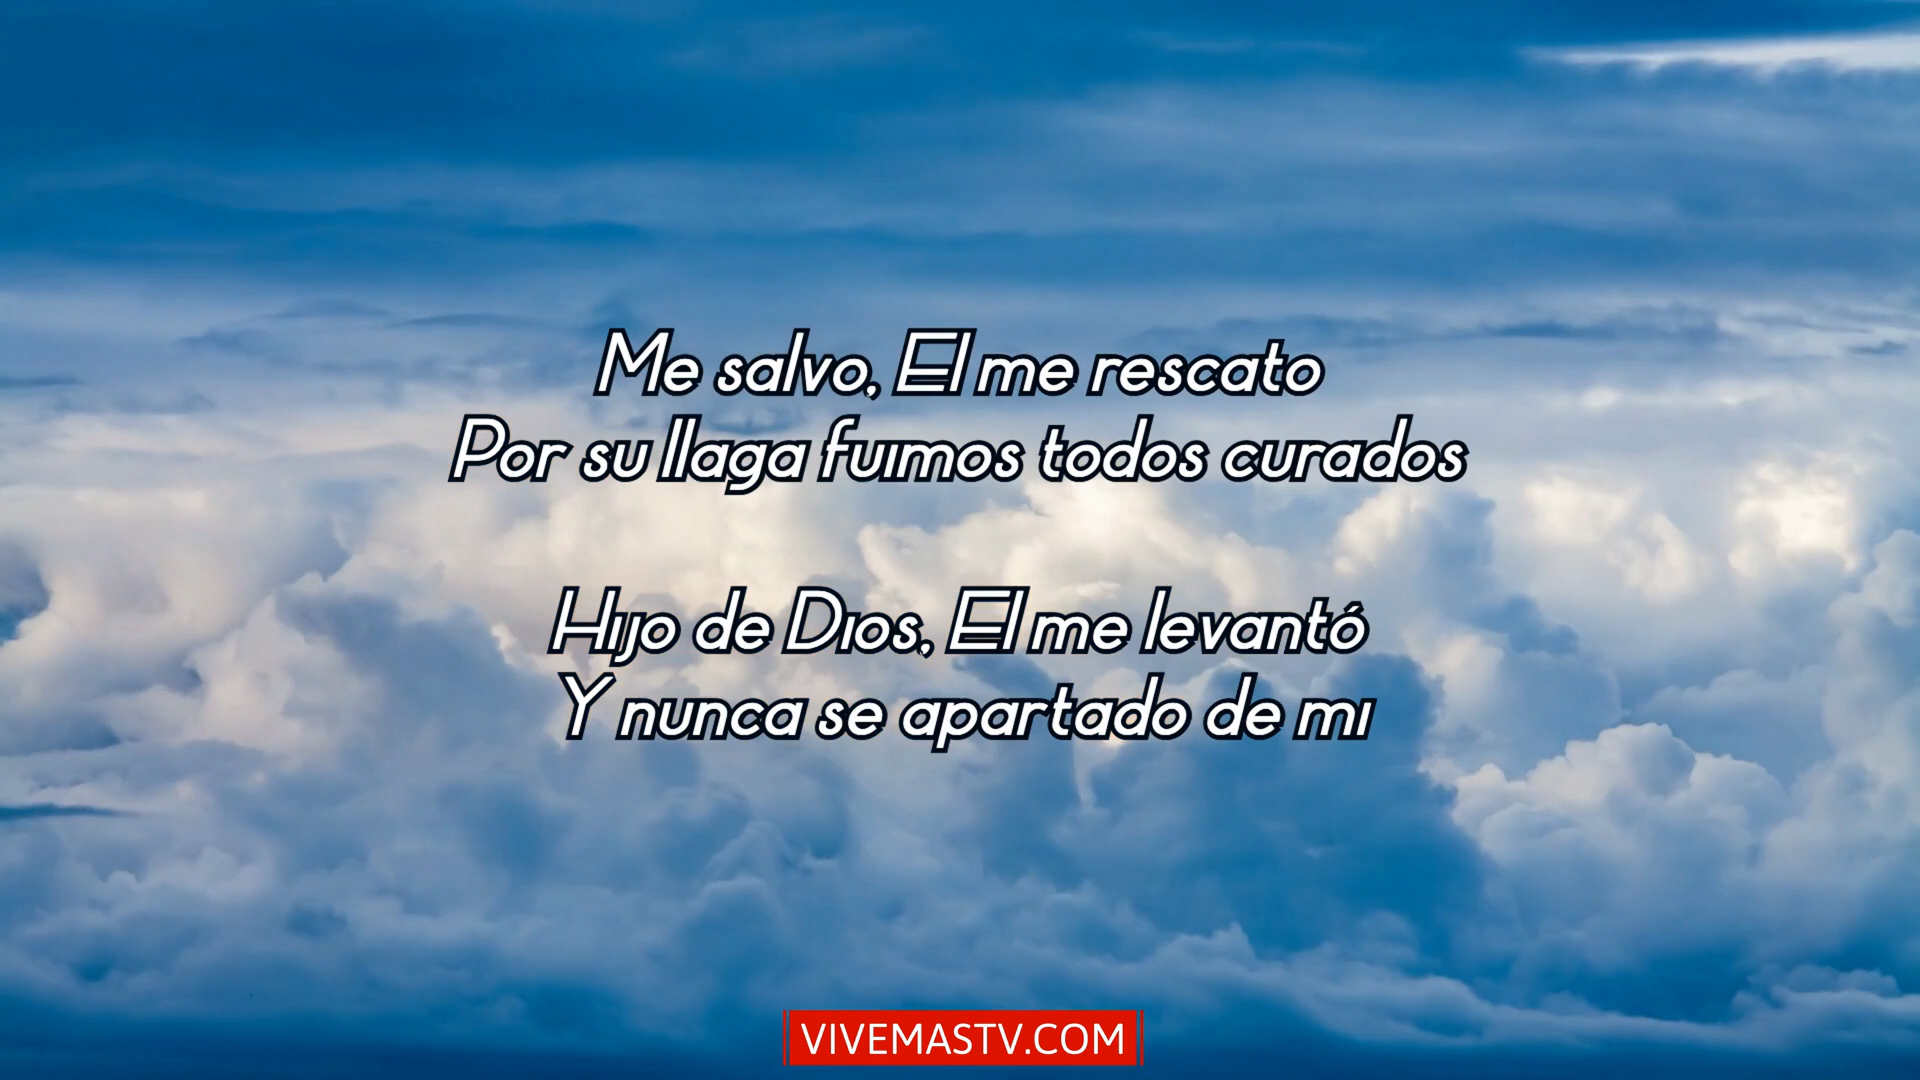 Me salvo, El me rescato
Por su llaga fuimos todos curados
Hijo de Dios, El me levantó
Y nunca se apartado de mi
VIVEMASTV.COM